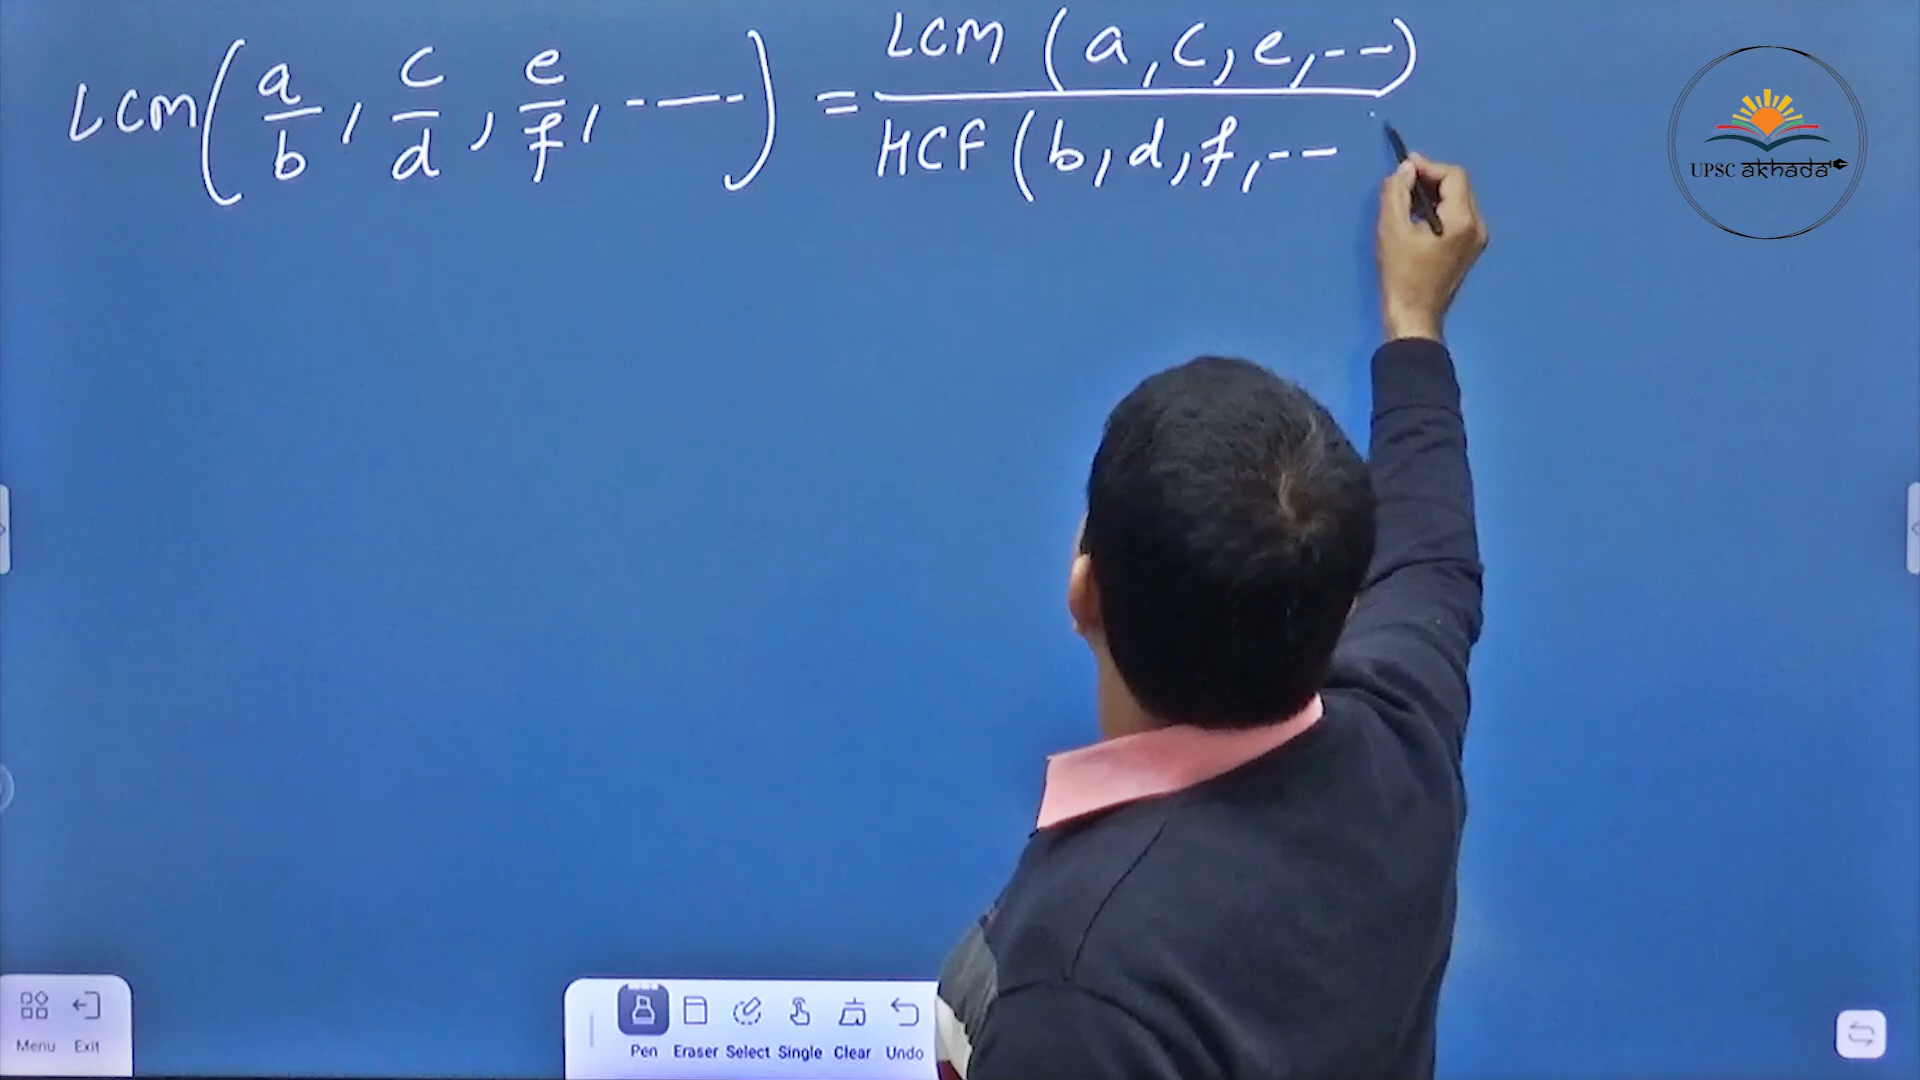 LCM(a/b, c/d, e/f, -----) = LCM (a, c, e, --) / HCF (b, d, f, --
UPSC akhada
Menu Exit
Pen Eraser Select Single Clear Undo